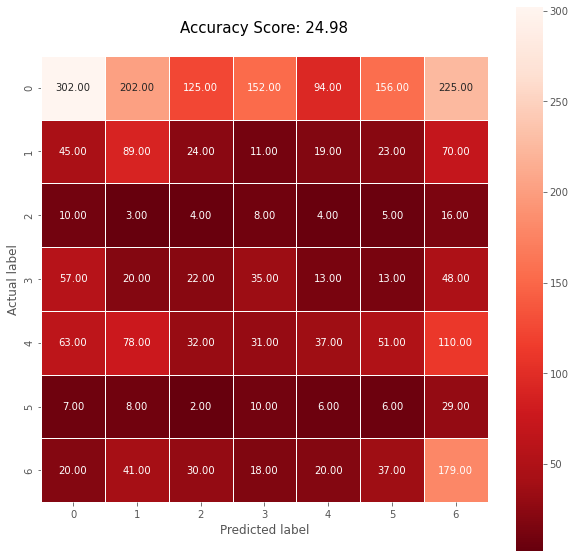 Accuracy Score: 24.98
0 302.00 202.00 125.00 152.00 94.00 156.00 225.00
1 45.00 89.00 24.00 11.00 19.00 23.00 70.00
2 10.00 3.00 4.00 8.00 4.00 5.00 16.00
3 57.00 20.00 22.00 35.00 13.00 13.00 48.00
4 63.00 78.00 32.00 31.00 37.00 51.00 110.00
5 7.00 8.00 2.00 10.00 6.00 6.00 29.00
6 20.00 41.00 30.00 18.00 20.00 37.00 179.00
0 1 2 3 4 5 6
Actual label
Predicted label
300
250
200
150
100
50